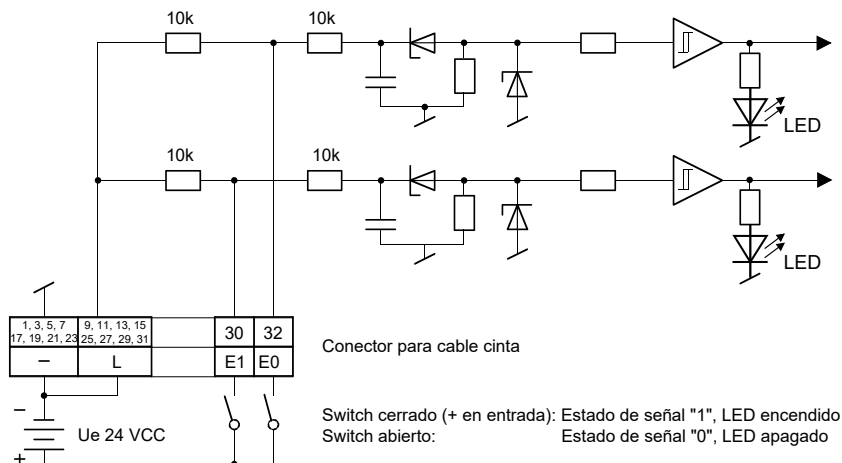 10k 10k
LED
10k 10k
LED
1, 3, 5, 7 9, 11, 13, 15 30 32
17, 19, 21, 23 25, 27, 29, 31
– L E1 E0
Conector para cable cinta
–
Ue 24 VCC
+
Switch cerrado (+ en entrada): Estado de señal "1", LED encendido
Switch abierto: Estado de señal "0", LED apagado